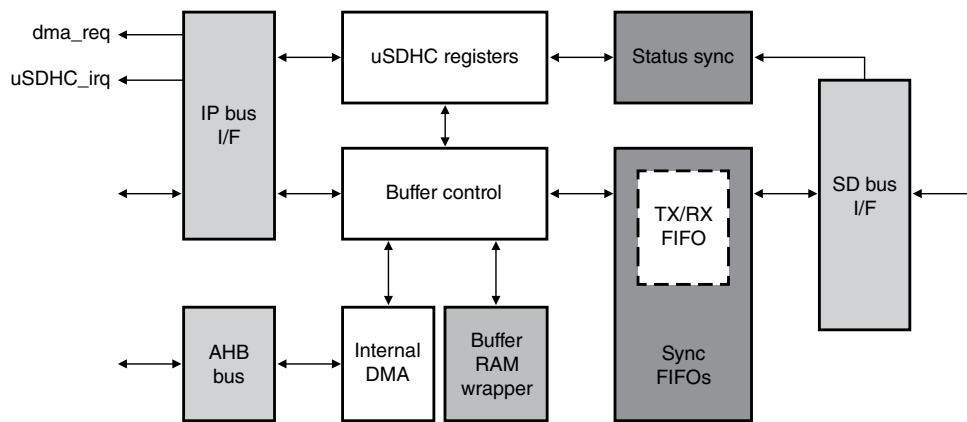 dma_req
uSDHC_irq
IP bus
I/F
uSDHC registers
Status sync
Buffer control
TX/RX
FIFO
SD bus
I/F
AHB
bus
Internal
DMA
Buffer
RAM
wrapper
Sync
FIFOs